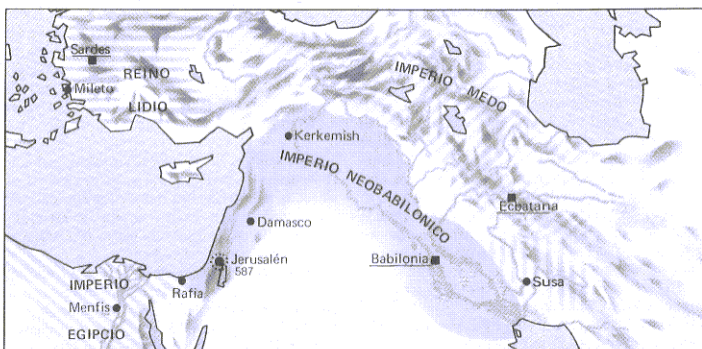 Sardes
REINO
Mileto
LIDIO
IMPERIO MEDO
Kerkemish
IMPERIO NEOBABILONICO
Ecbatana
Damasco
Jerusalén
587
Babilonia
IMPERIO
Rafia
Susa
Menfis
EGIPCIO